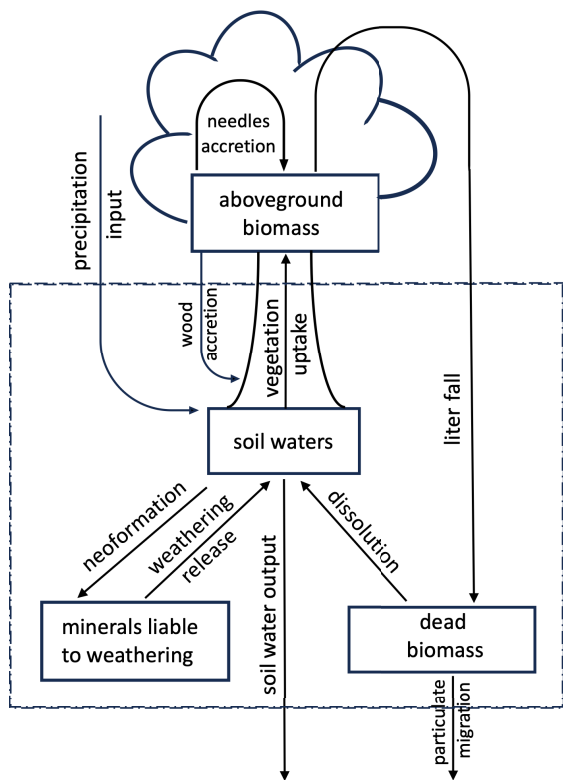 needles
accretion
aboveground
biomass
precipitation
input
wood
accretion
vegetation
uptake
liter fall
soil waters
neoformation
weathering
release
dissolution
soil water output
minerals liable
to weathering
dead
biomass
particulate
migration